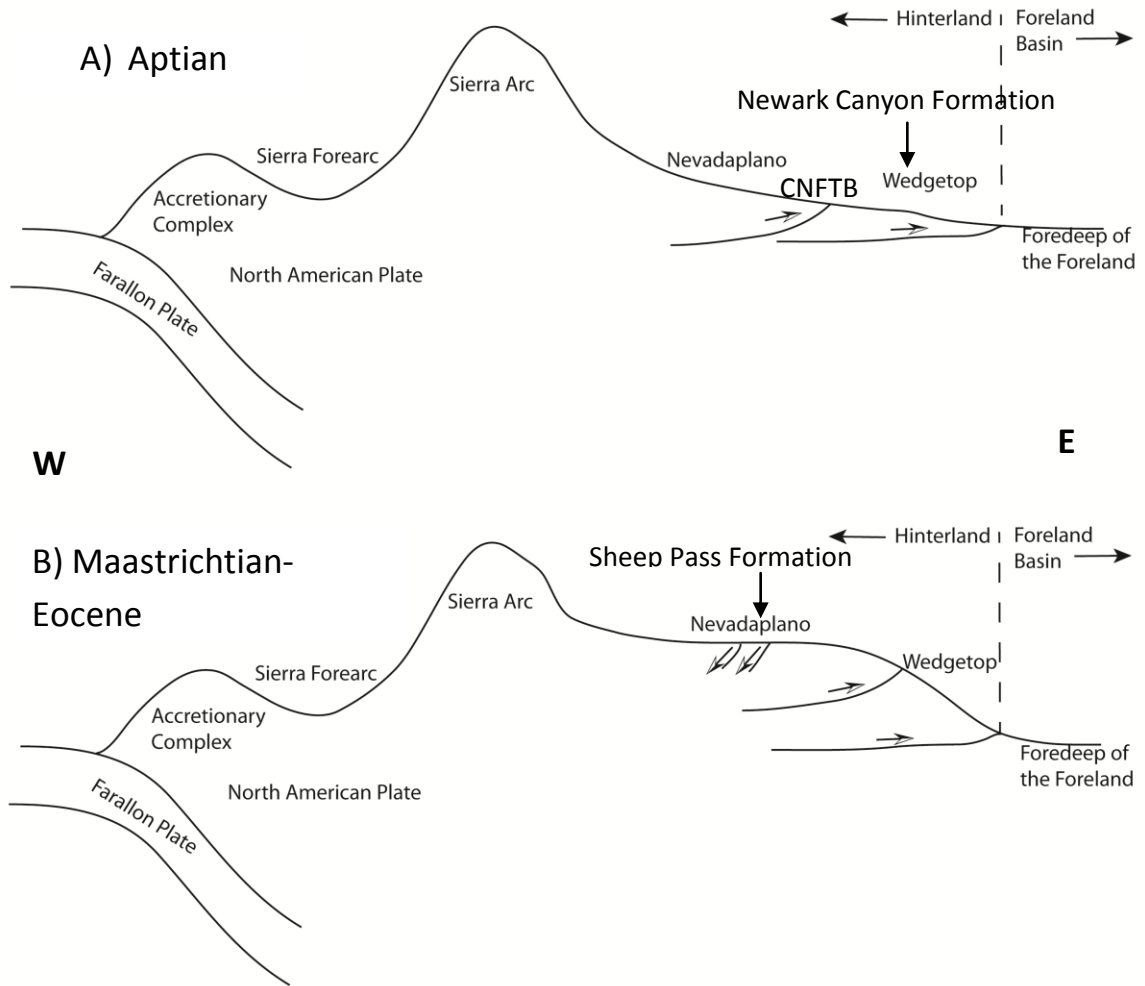 A) Aptian
Hinterland
Foreland
Basin
Sierra Arc
Newark Canyon Formation
Sierra Forearc
Nevadaplano
CNFTB
Wedgetop
Accretionary
Complex
Foredeep of
the Foreland
North American Plate
Farallon Plate
W
E
B) Maastrichtian-
Eocene
Hinterland
Foreland
Basin
Sheep Pass Formation
Sierra Arc
Nevadaplano
Sierra Forearc
Wedgetop
Accretionary
Complex
Foredeep of
the Foreland
North American Plate
Farallon Plate